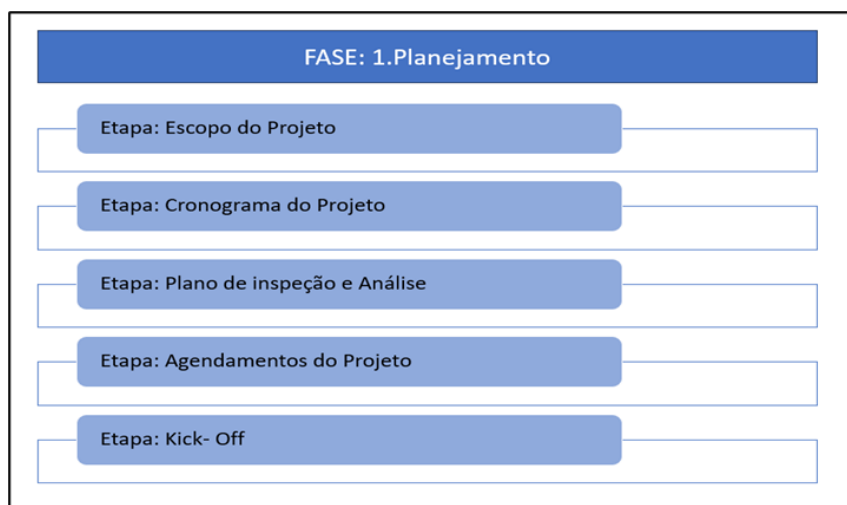 FASE: 1.Planejamento
Etapa: Escopo do Projeto
Etapa: Cronograma do Projeto
Etapa: Plano de inspeção e Análise
Etapa: Agendamentos do Projeto
Etapa: Kick- Off